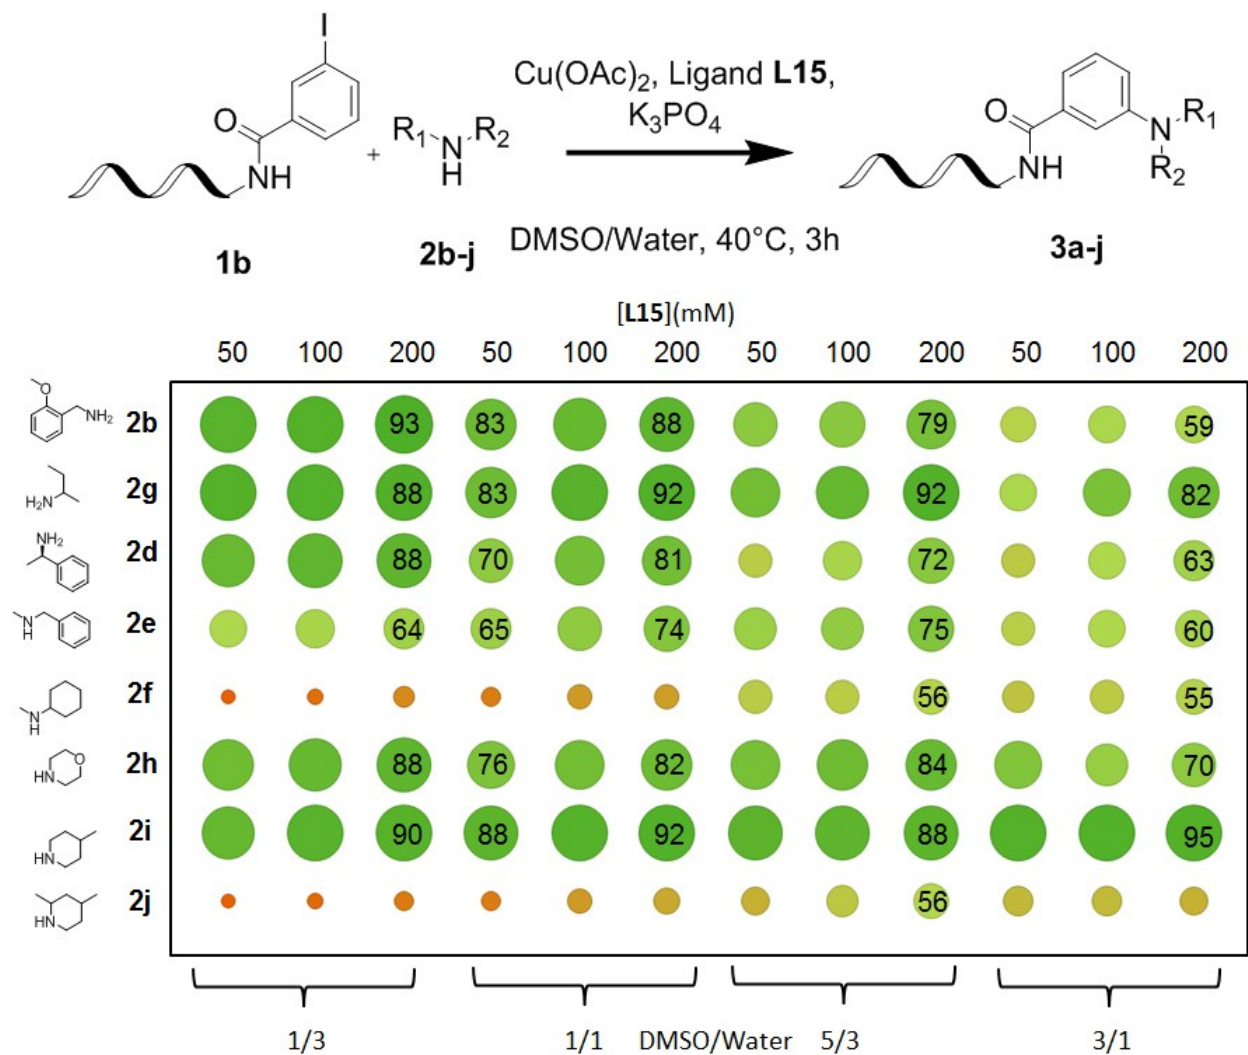 I
O
NH
1b
+
R1 N R2
H
2b-j
Cu(OAc)2, Ligand L15,
K3PO4
DMSO/Water, 40°C, 3h
O
NH
N R1
R2
3a-j
[L15](mM)
50 100 200 50 100 200 50 100 200 50 100 200
O NH2 2b 93 83 88 79 59
H2N 2g 88 83 92 92 82
NH2 2d 88 70 81 72 63
N H 2e 64 65 74 75 60
N H 2f 56 55
O HN 2h 88 76 82 84 70
HN 2i 90 88 92 88 95
HN 2j 56
1/3 1/1 DMSO/Water 5/3 3/1